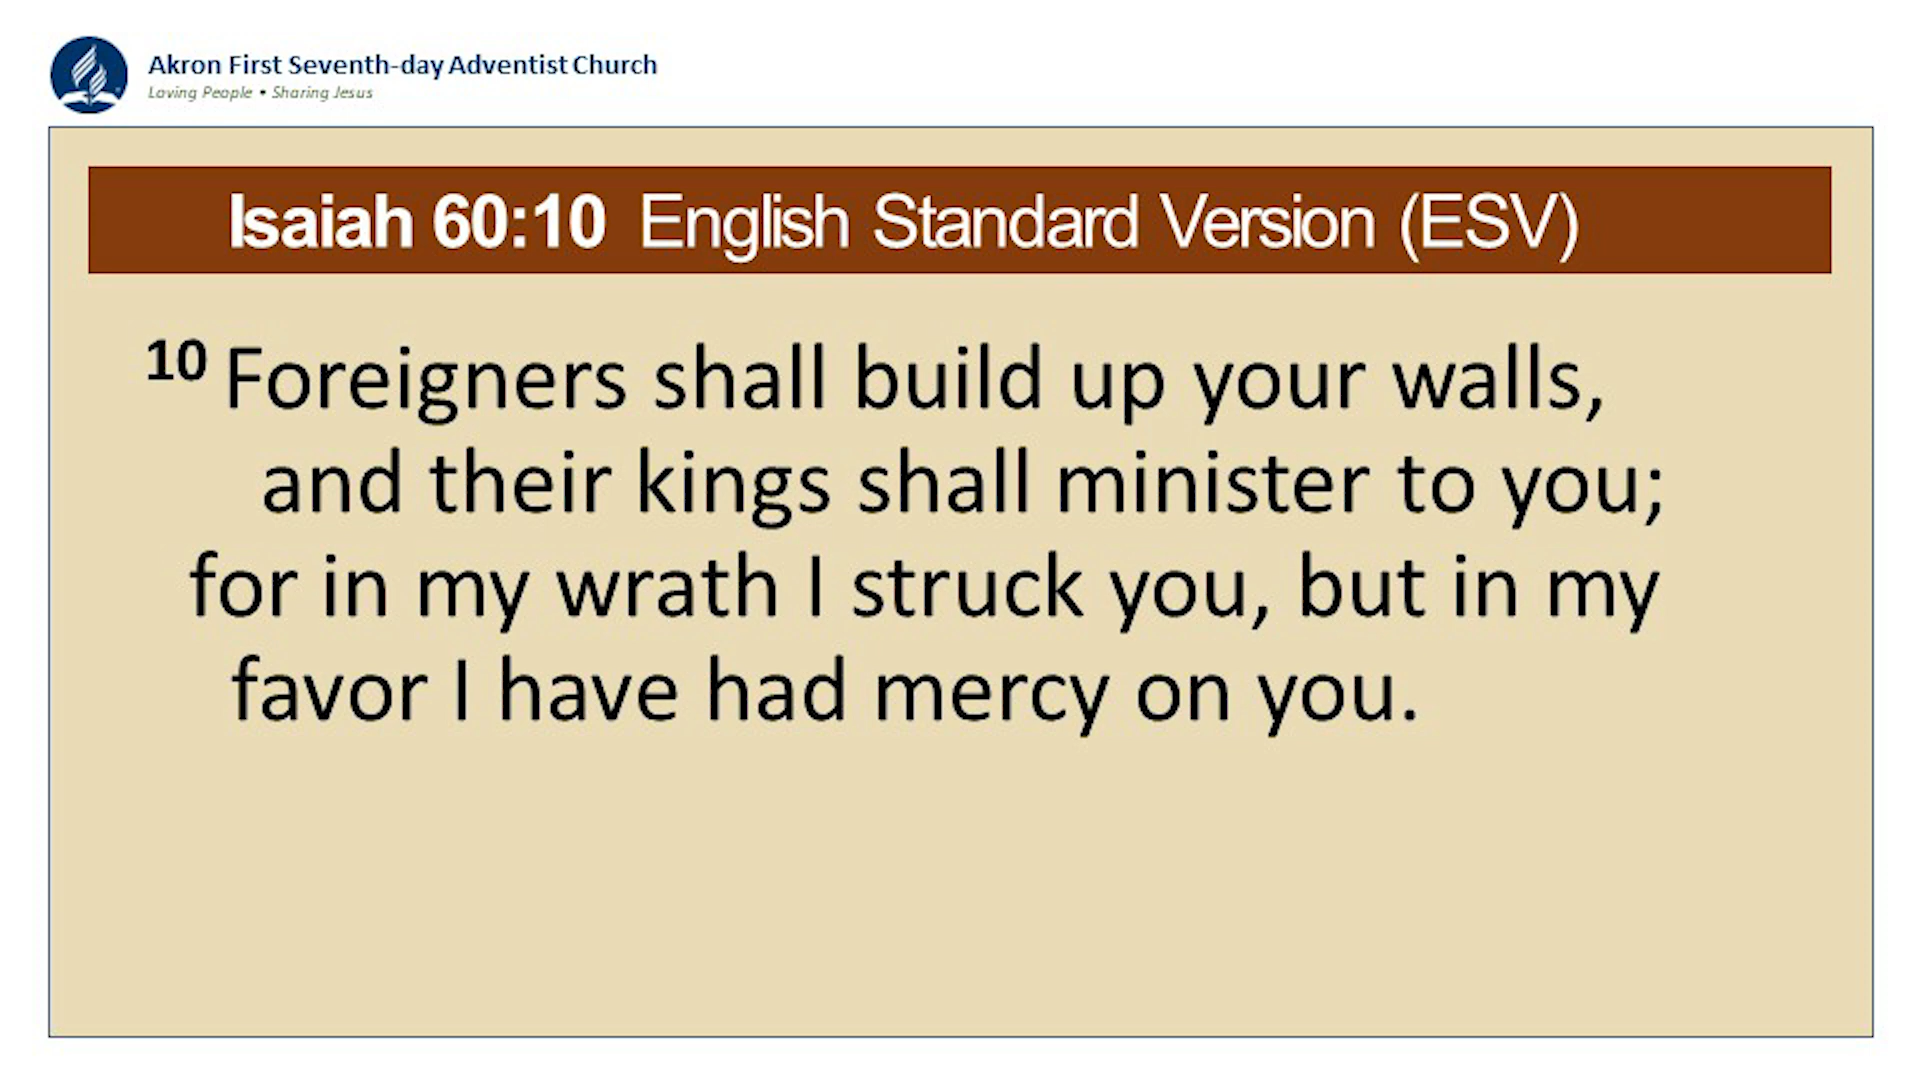 Akron First Seventh-day Adventist Church
Loving People • Sharing Jesus
Isaiah 60:10 English Standard Version (ESV)
10 Foreigners shall build up your walls,
and their kings shall minister to you;
for in my wrath I struck you, but in my
favor I have had mercy on you.